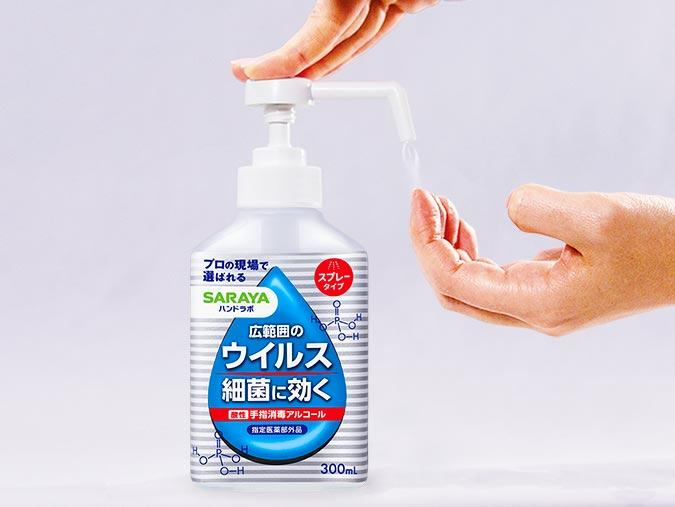 プロの現場で
選ばれる
SARAYA
ハンドラボ
スプレー
タイプ
広範囲の
ウイルス
細菌に効く
酸性 手指消毒アルコール
指定医薬部外品
O
H-O-P-O-H
O-H
O
H-O-P-O-H
O-H
300mL